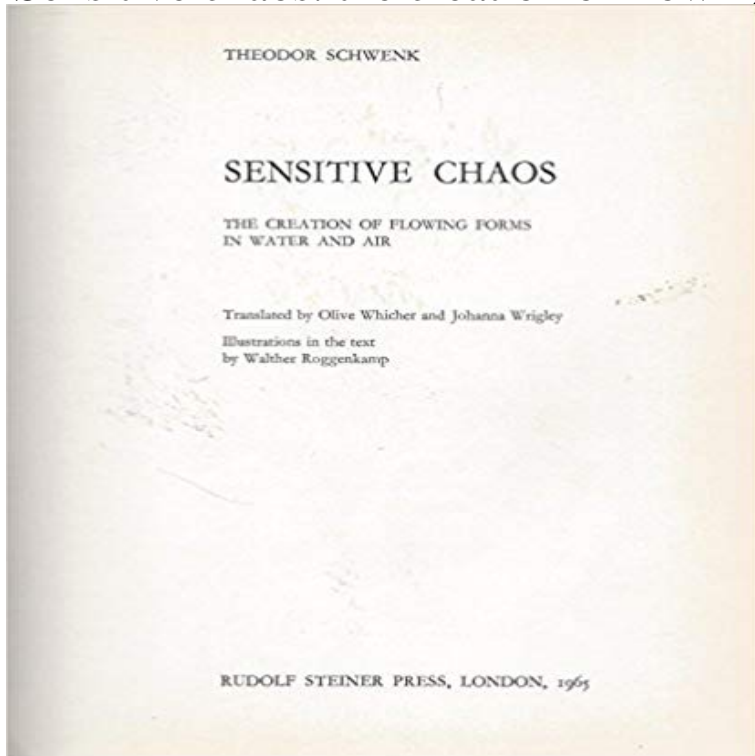 THEODOR SCHWENK
SENSITIVE CHAOS
THE CREATION OF FLOWING FORMS
IN WATER AND AIR
Translated by Olive Whicher and Johanna Wrigley
Illustrations in the text
by Walther Roggenkamp
RUDOLF STEINER PRESS, LONDON, 1965